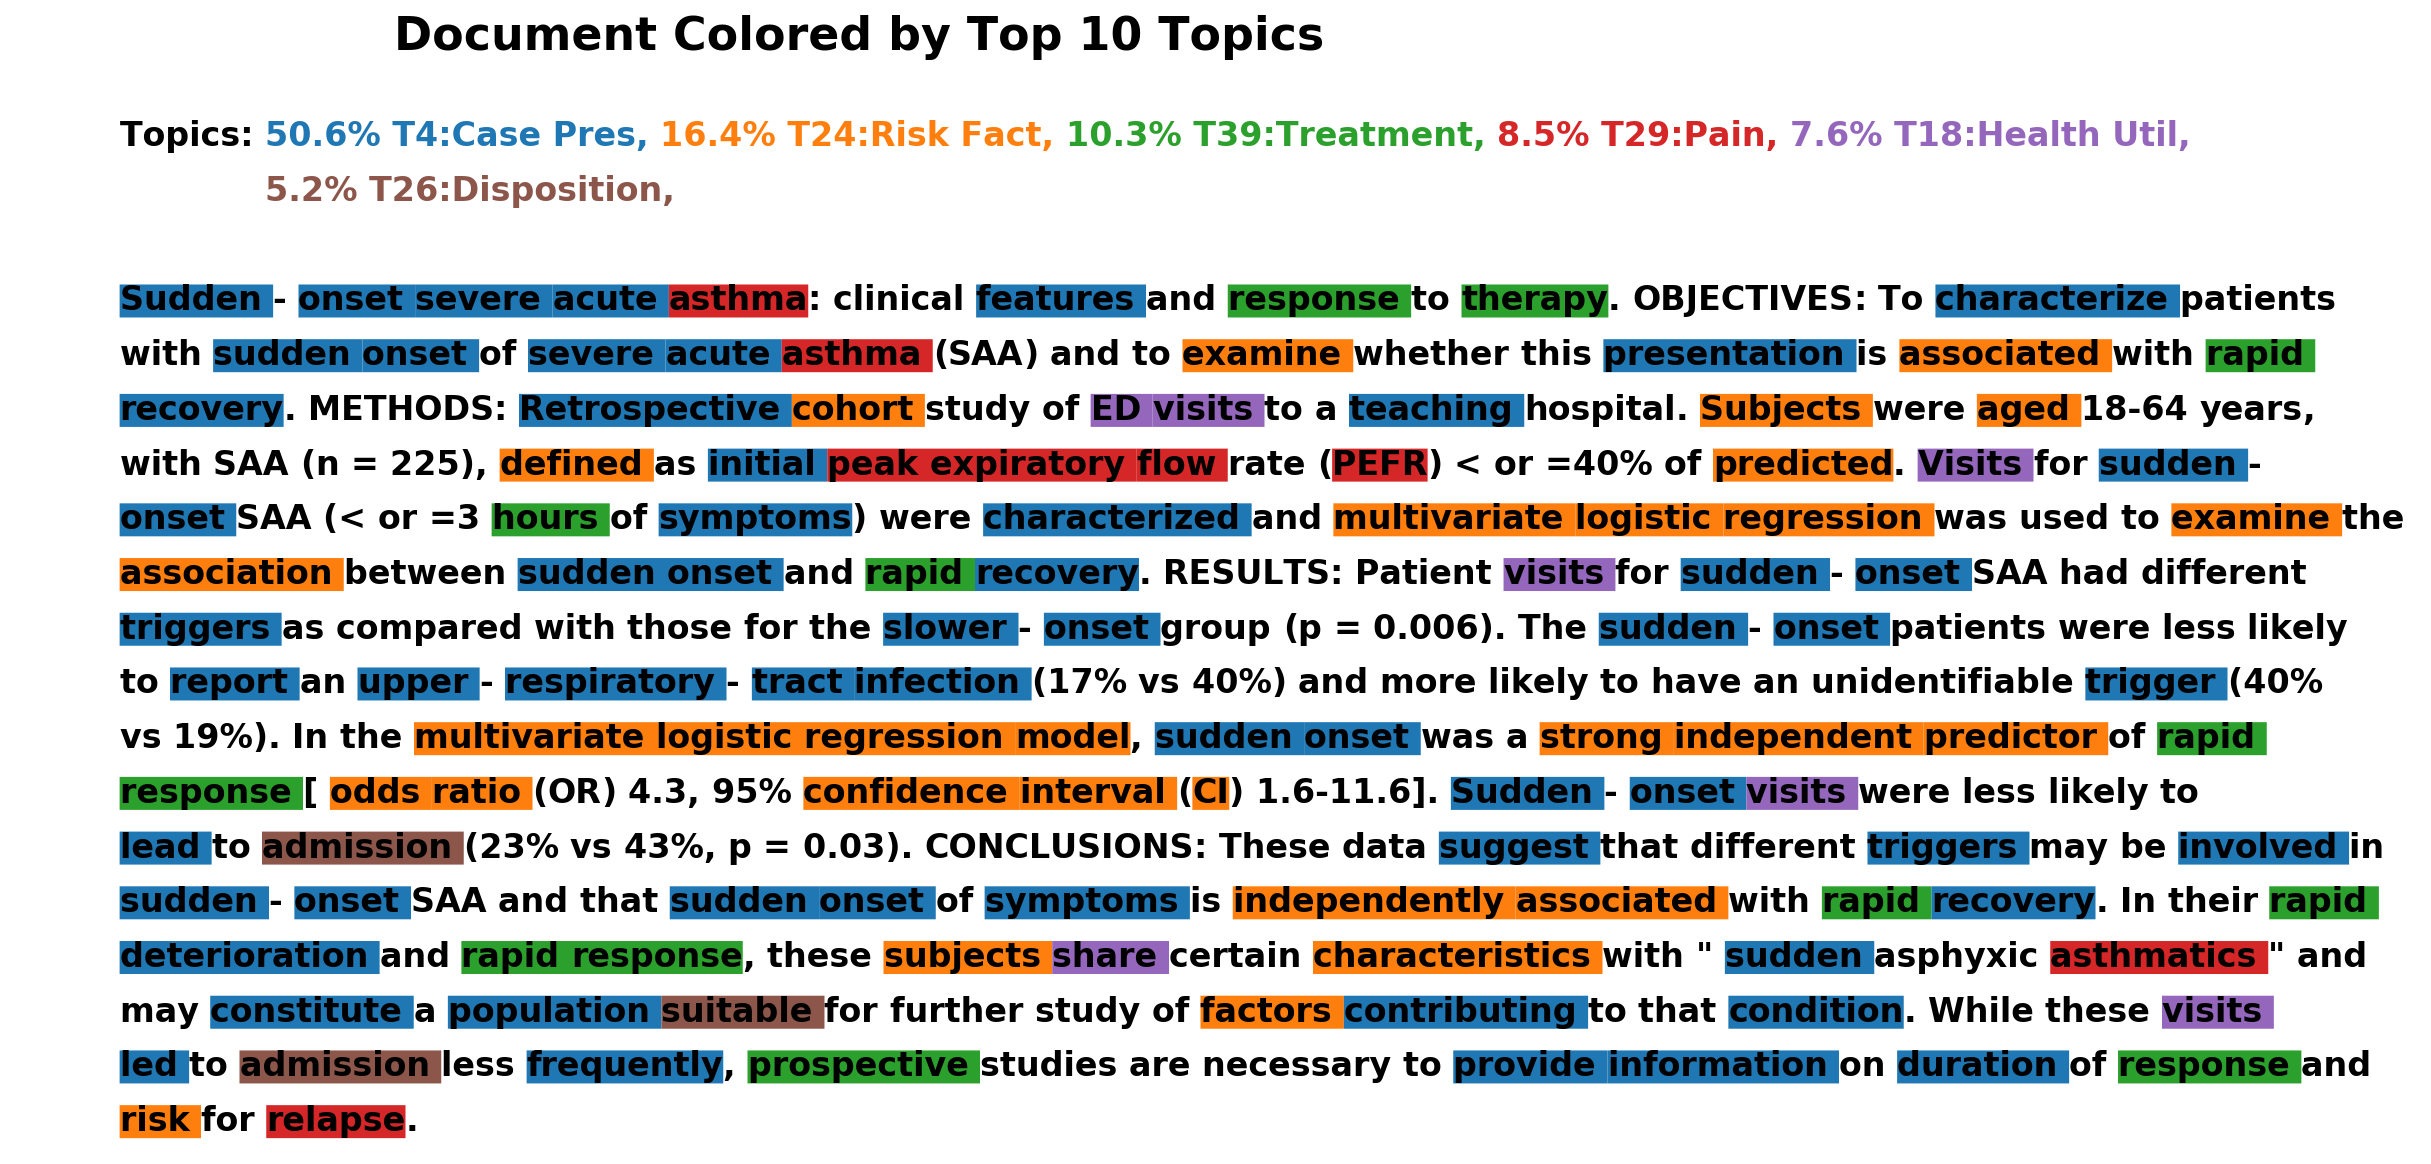 Document Colored by Top 10 Topics
Topics: 50.6% T4:Case Pres, 16.4% T24:Risk Fact, 10.3% T39:Treatment, 8.5% T29:Pain, 7.6% T18:Health Util,
5.2% T26:Disposition,
Sudden - onset severe acute asthma: clinical features and response to therapy. OBJECTIVES: To characterize patients
with sudden onset of severe acute asthma (SAA) and to examine whether this presentation is associated with rapid
recovery. METHODS: Retrospective cohort study of ED visits to a teaching hospital. Subjects were aged 18-64 years,
with SAA (n = 225), defined as initial peak expiratory flow rate (PEFR) < or =40% of predicted. Visits for sudden -
onset SAA (< or =3 hours of symptoms) were characterized and multivariate logistic regression was used to examine the
association between sudden onset and rapid recovery. RESULTS: Patient visits for sudden - onset SAA had different
triggers as compared with those for the slower - onset group (p = 0.006). The sudden - onset patients were less likely
to report an upper - respiratory - tract infection (17% vs 40%) and more likely to have an unidentifiable trigger (40%
vs 19%). In the multivariate logistic regression model, sudden onset was a strong independent predictor of rapid
response [ odds ratio (OR) 4.3, 95% confidence interval (CI) 1.6-11.6]. Sudden - onset visits were less likely to
lead to admission (23% vs 43%, p = 0.03). CONCLUSIONS: These data suggest that different triggers may be involved in
sudden - onset SAA and that sudden onset of symptoms is independently associated with rapid recovery. In their rapid
deterioration and rapid response, these subjects share certain characteristics with " sudden asphyxic asthmatics " and
may constitute a population suitable for further study of factors contributing to that condition. While these visits
led to admission less frequently, prospective studies are necessary to provide information on duration of response and
risk for relapse.